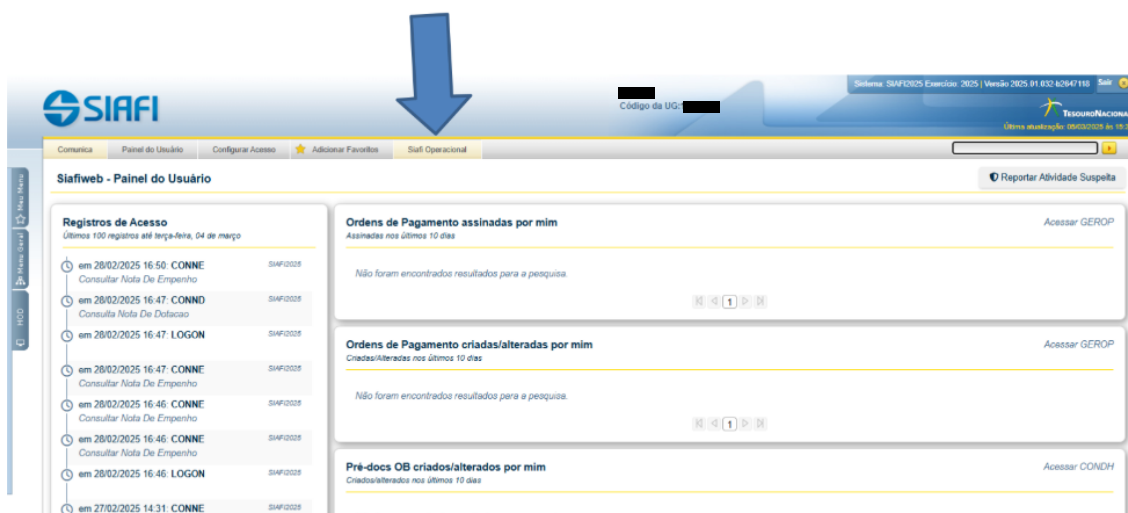 Sistema: SIAFI2025 Exercício: 2025 | Versão 2025.01.032-b2647118 Sair
SIAFI
Código da UG:
TESOURONACIONA
Última atualização: 05/03/2025 às
Comunica Painel do Usuário Configurar Acesso Adicionar Favoritos Siafi Operacional
Siafiweb - Painel do Usuário
Reportar Atividade Suspeita
Meu Menu
Menu Geral
HOD
Registros de Acesso
Últimos 100 registros até terça-feira, 04 de março
em 28/02/2025 16:50: CONNE SIAFI2025
Consultar Nota De Empenho
em 28/02/2025 16:47: CONND SIAFI2025
Consulta Nota De Dotacao
em 28/02/2025 16:47: LOGON SIAFI2025
em 28/02/2025 16:47: CONNE SIAFI2025
Consultar Nota De Empenho
em 28/02/2025 16:46: CONNE SIAFI2025
Consultar Nota De Empenho
em 28/02/2025 16:46: CONNE SIAFI2025
Consultar Nota De Empenho
em 28/02/2025 16:46: LOGON SIAFI2025
em 27/02/2025 14:31: CONNE SIAFI2025
Ordens de Pagamento assinadas por mim Acessar GEROP
Assinadas nos últimos 10 dias
Não foram encontrados resultados para a pesquisa.
1
Ordens de Pagamento criadas/alteradas por mim Acessar GEROP
Criadas/Alteradas nos últimos 10 dias
Não foram encontrados resultados para a pesquisa.
1
Pré-docs OB criados/alterados por mim Acessar CONDH
Criados/alterados nos últimos 10 dias